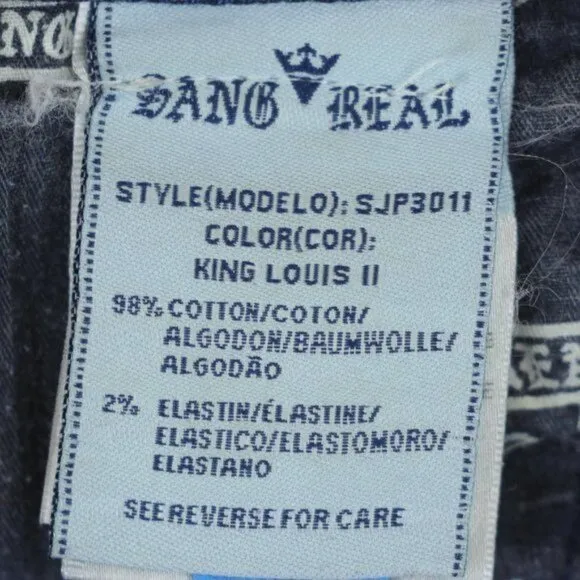 NG
SANG REAL
STYLE(MODELO): SJP3011
COLOR(COR):
KING LOUIS II
98% COTTON/COTON/
ALGODON/BAUMWOLLE/
ALGODÃO
2% ELASTIN/ÉLASTINE/
ELASTICO/ELASTOMORO/
ELASTANO
SEE REVERSE FOR CARE